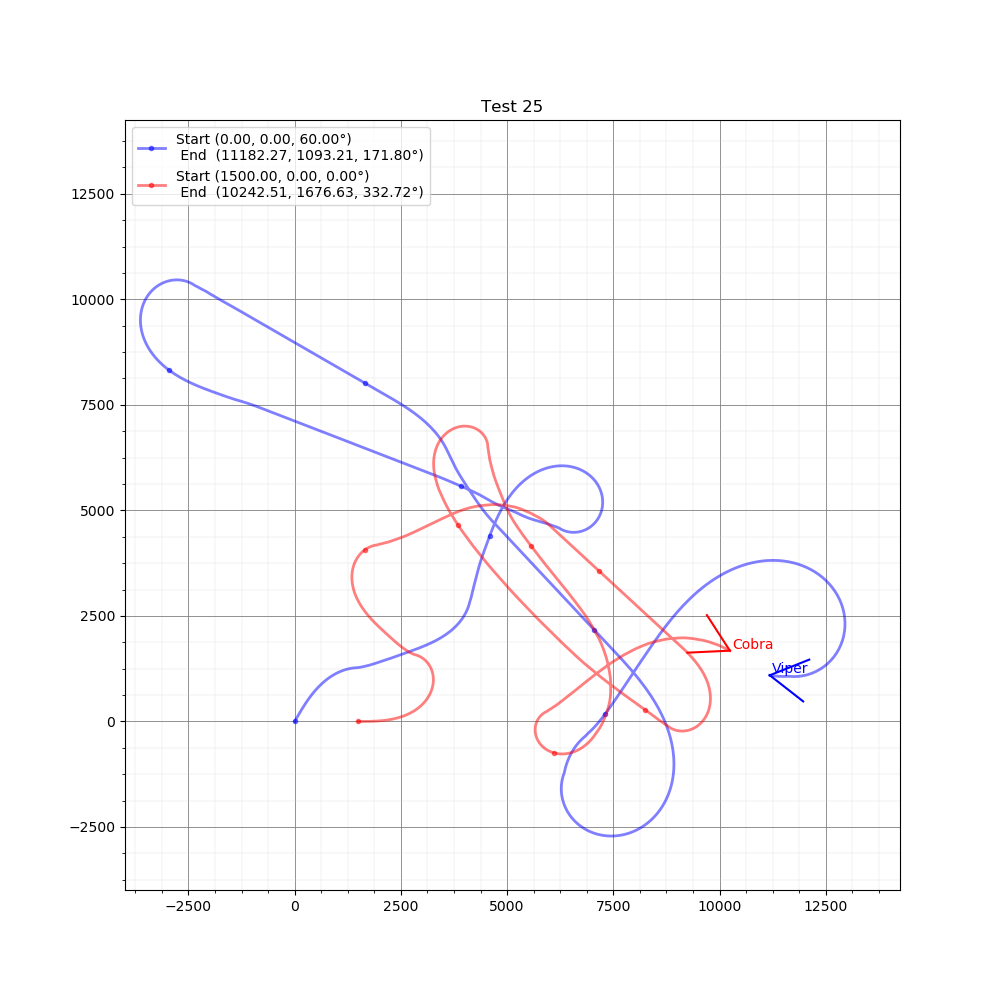 Test 25
Start (0.00, 0.00, 60.00°)
End  (11182.27, 1093.21, 171.80°)
Start (1500.00, 0.00, 0.00°)
End  (10242.51, 1676.63, 332.72°)
12500
10000
7500
5000
2500
0
−2500
Cobra
Viper
−2500
0
2500
5000
7500
10000
12500